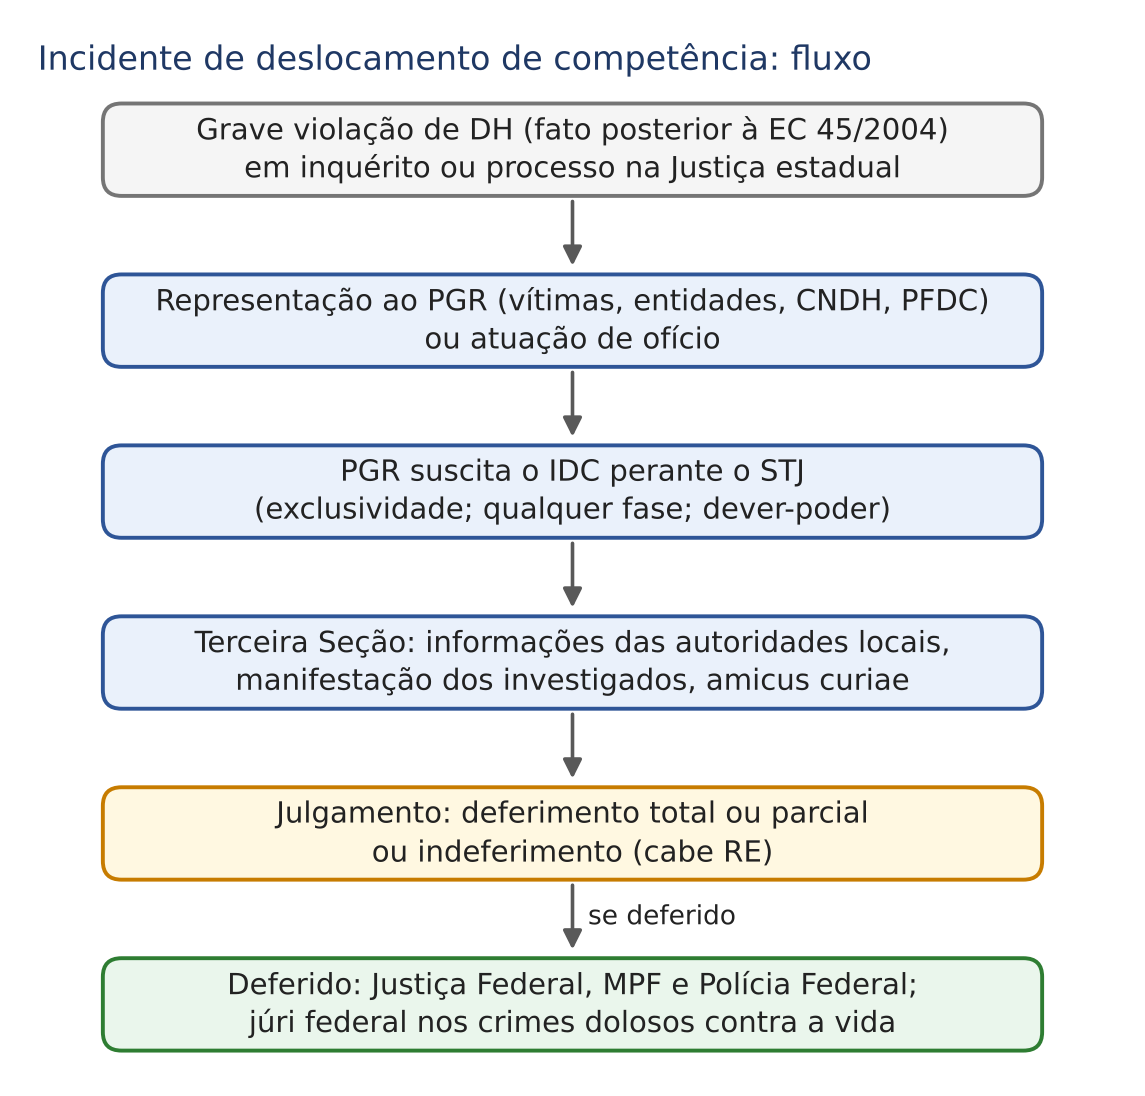 Incidente de deslocamento de competência: fluxo
Grave violação de DH (fato posterior à EC 45/2004)
em inquérito ou processo na Justiça estadual
Representação ao PGR (vítimas, entidades, CNDH, PFDC)
ou atuação de ofício
PGR suscita o IDC perante o STJ
(exclusividade; qualquer fase; dever-poder)
Terceira Seção: informações das autoridades locais,
manifestação dos investigados, amicus curiae
Julgamento: deferimento total ou parcial
ou indeferimento (cabe RE)
se deferido
Deferido: Justiça Federal, MPF e Polícia Federal;
júri federal nos crimes dolosos contra a vida